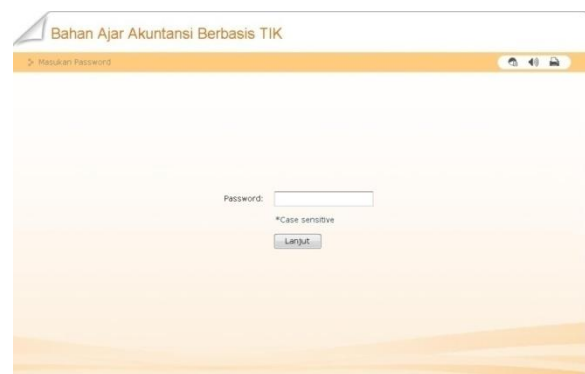 Bahan Ajar Akuntansi Berbasis TIK
Masukan Password
Password:
*Case sensitive
Lanjut